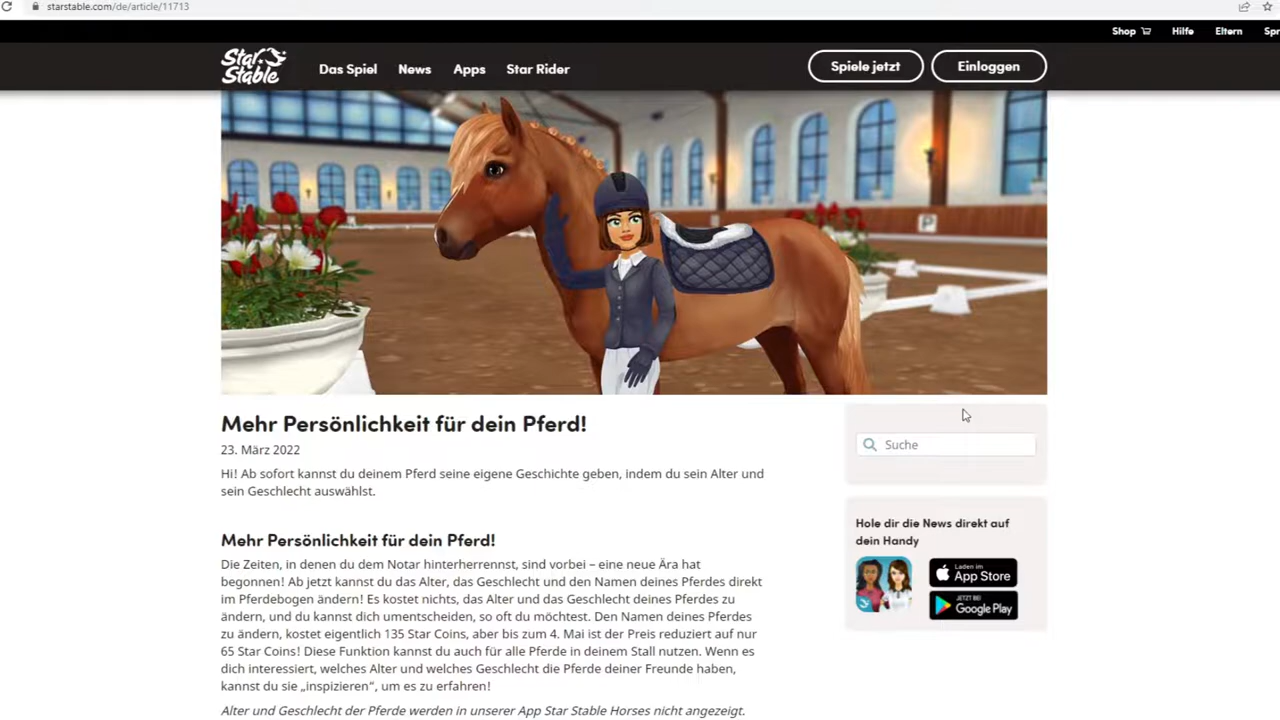 starstable.com/de/article/11713
Shop Hilfe Eltern
Star Stable
Das Spiel News Apps Star Rider Spiele jetzt Einloggen
P
Mehr Persönlichkeit für dein Pferd!
23. März 2022
Hi! Ab sofort kannst du deinem Pferd seine eigene Geschichte geben, indem du sein Alter und
sein Geschlecht auswählst.
Mehr Persönlichkeit für dein Pferd!
Die Zeiten, in denen du dem Notar hinterherrennst, sind vorbei – eine neue Ära hat
begonnen! Ab jetzt kannst du das Alter, das Geschlecht und den Namen deines Pferdes direkt
im Pferdebogen ändern! Es kostet nichts, das Alter und das Geschlecht deines Pferdes zu
ändern, und du kannst dich umentscheiden, so oft du möchtest. Den Namen deines Pferdes
zu ändern, kostet eigentlich 135 Star Coins, aber bis zum 4. Mai ist der Preis reduziert auf nur
65 Star Coins! Diese Funktion kannst du auch für alle Pferde in deinem Stall nutzen. Wenn es
dich interessiert, welches Alter und welches Geschlecht die Pferde deiner Freunde haben,
kannst du sie „inspizieren“, um es zu erfahren!
Alter und Geschlecht der Pferde werden in unserer App Star Stable Horses nicht angezeigt.
Suche
Hole dir die News direkt auf
dein Handy
Laden im
App Store
JETZT BEI
Google Play